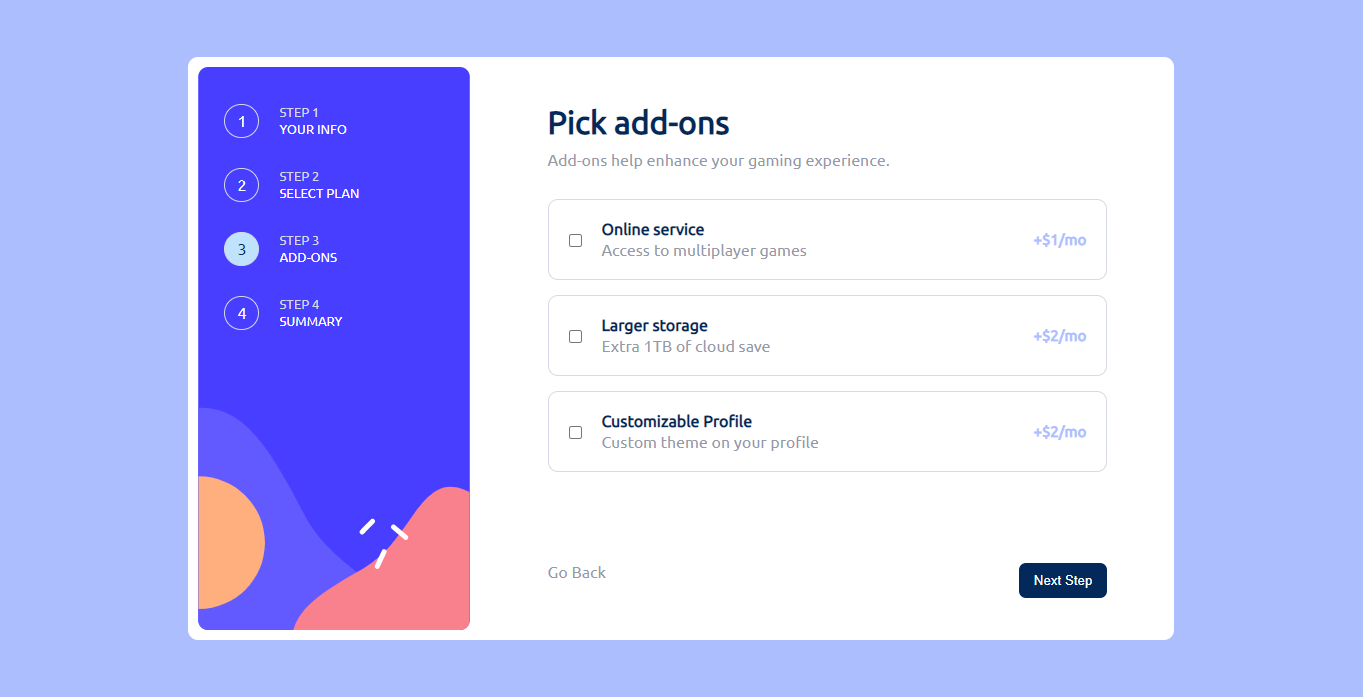 1
STEP 1
YOUR INFO
2
STEP 2
SELECT PLAN
3
STEP 3
ADD-ONS
4
STEP 4
SUMMARY
Pick add-ons
Add-ons help enhance your gaming experience.
Online service
Access to multiplayer games
+$1/mo
Larger storage
Extra 1TB of cloud save
+$2/mo
Customizable Profile
Custom theme on your profile
+$2/mo
Go Back
Next Step